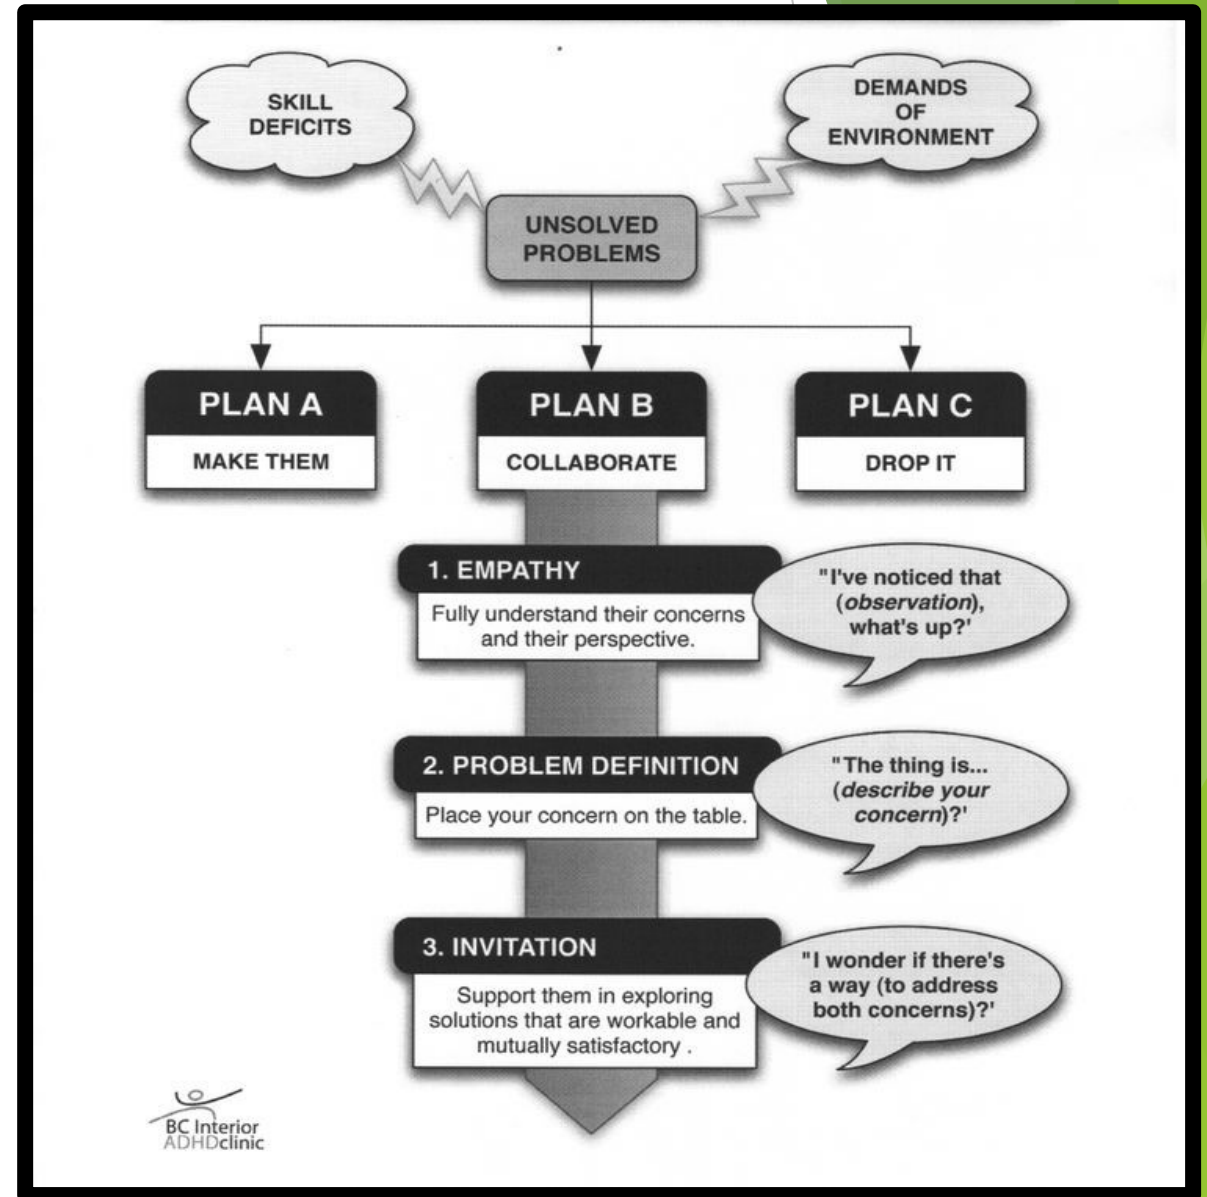 SKILL
DEFICITS
DEMANDS
OF
ENVIRONMENT
UNSOLVED
PROBLEMS
PLAN A
MAKE THEM
PLAN B
COLLABORATE
PLAN C
DROP IT
1. EMPATHY
Fully understand their concerns
and their perspective.
"I've noticed that
(observation),
what's up?'
2. PROBLEM DEFINITION
Place your concern on the table.
"The thing is...
(describe your
concern)?'
3. INVITATION
Support them in exploring
solutions that are workable and
mutually satisfactory .
"I wonder if there's
a way (to address
both concerns)?'
BC Interior
ADHDclinic